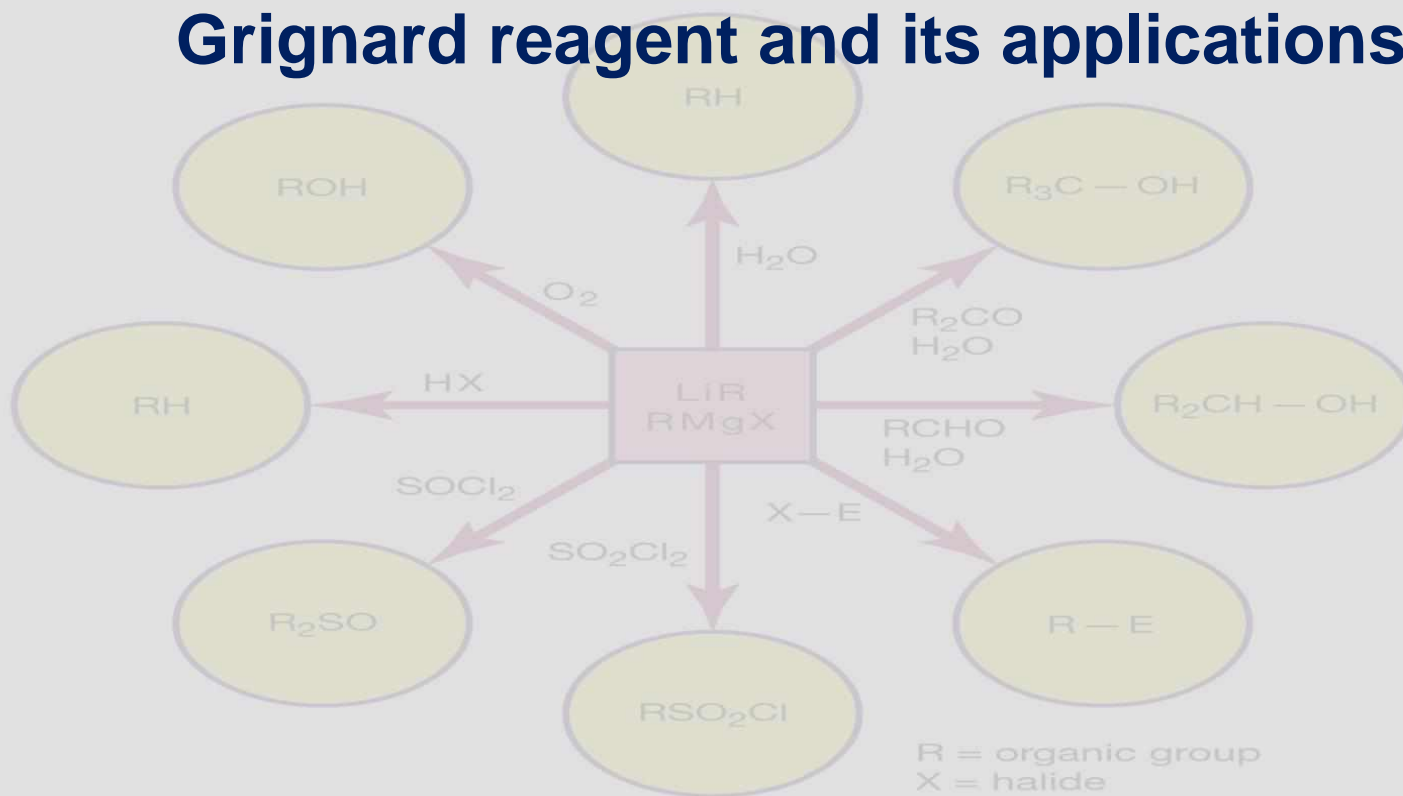 Grignard reagent and its applications
RH
ROH
R₃C — OH
H₂O
O₂
R₂CO
H₂O
HX
RH
LiR
RMgX
R₂CH — OH
RCHO
H₂O
SOCl₂
X — E
SO₂Cl₂
R₂SO
R — E
RSO₂Cl
R = organic group
X = halide